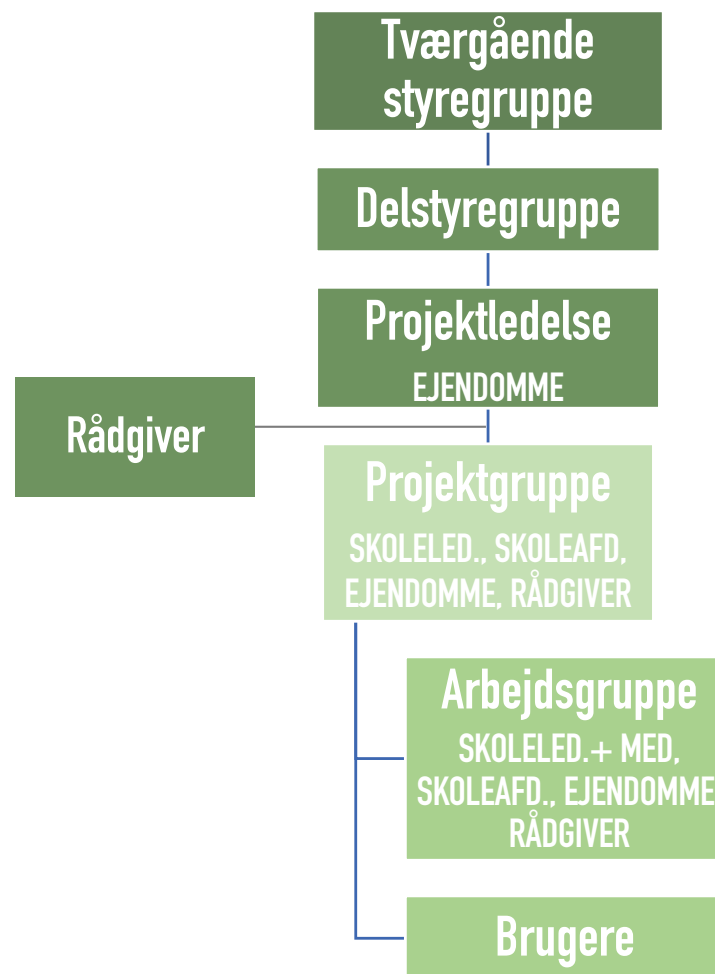 Tværgående
styregruppe
Delstyregruppe
Projektledelse
EJENDOMME
Rådgiver
Projektgruppe
SKOLELED., SKOLEAFD,
EJENDOMME, RÅDGIVER
Arbejdsgruppe
SKOLELED.+ MED,
SKOLEAFD., EJENDOMME
RÅDGIVER
Brugere